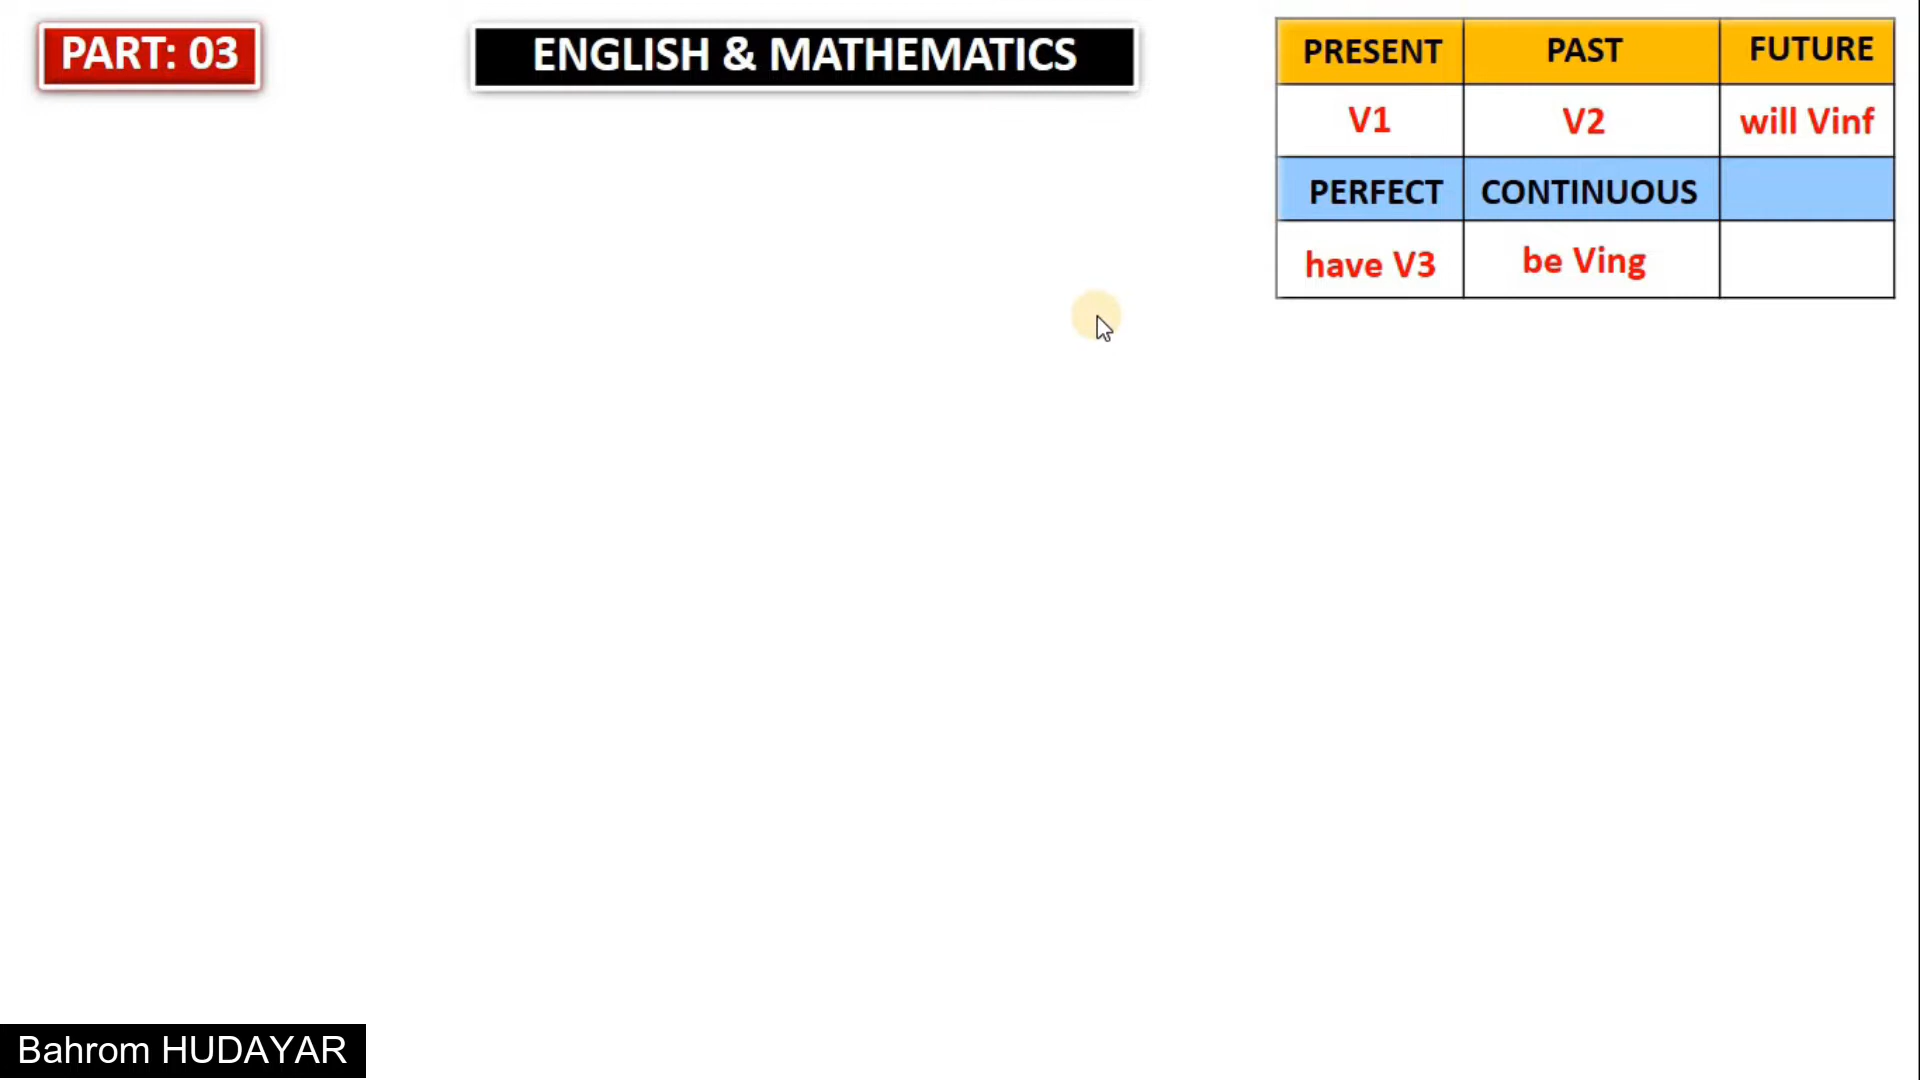 PART: 03
ENGLISH & MATHEMATICS
PRESENT PAST FUTURE
V1 V2 will Vinf
PERFECT CONTINUOUS
have V3 be Ving
Bahrom HUDAYAR